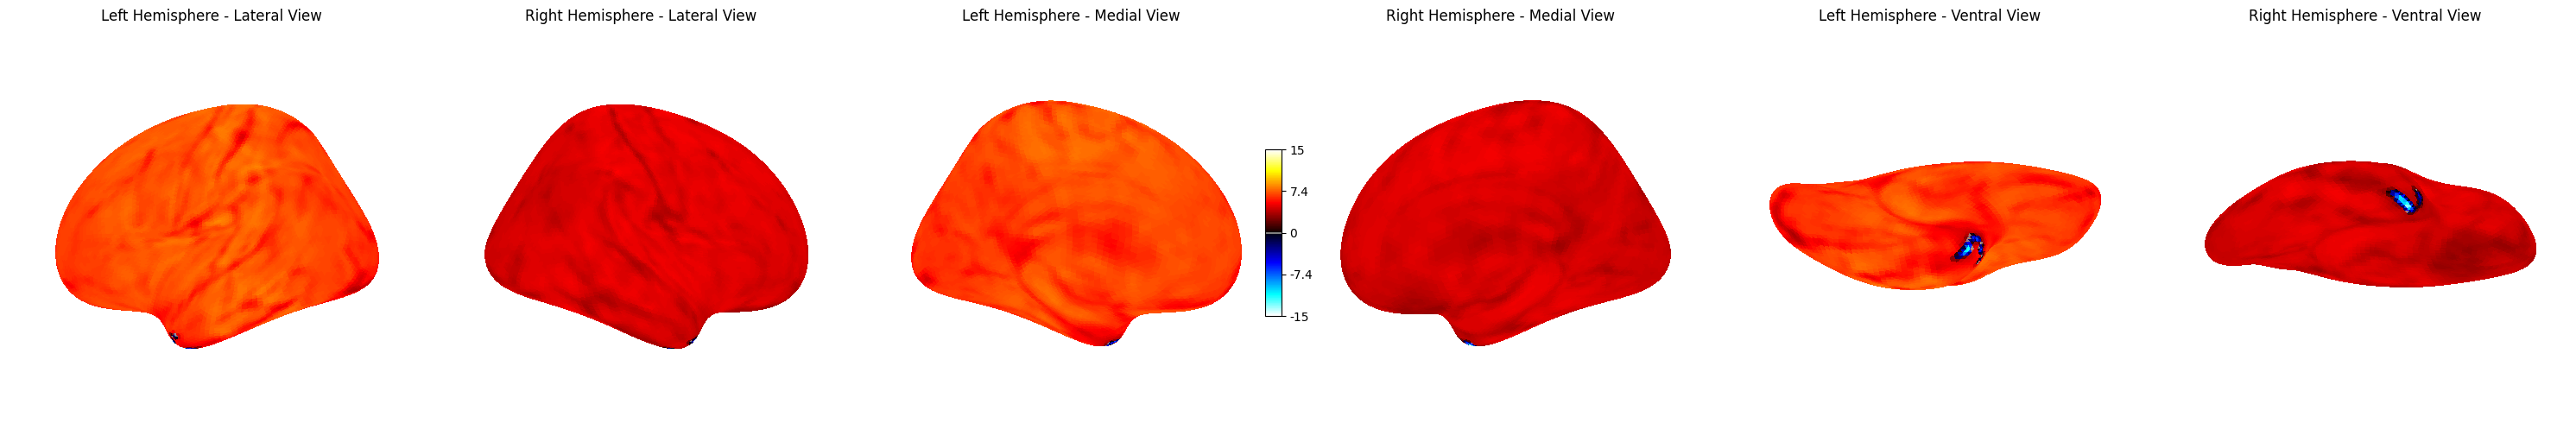 Left Hemisphere - Lateral View
Right Hemisphere - Lateral View
Left Hemisphere - Medial View
Right Hemisphere - Medial View
Left Hemisphere - Ventral View
Right Hemisphere - Ventral View
15
7.4
0
-7.4
-15